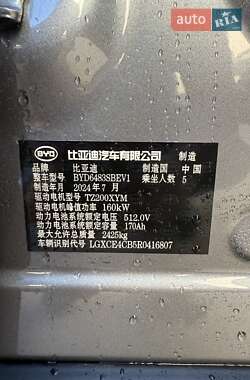 AUTO RIA
BYD 比亚迪汽车有限公司 制造
品牌 比亚迪 制造国 中国
整车型号 BYD6483SBEV1 乘坐人数 5
制造年月 2024年7月
驱动电机型号 TZ200XYM
驱动电机峰值功率 160kW
动力电池系统额定电压 512.0V
动力电池系统额定容量 170Ah
最大允许总质量 2425kg
车辆识别代号 LGXCE4CB5R0416807